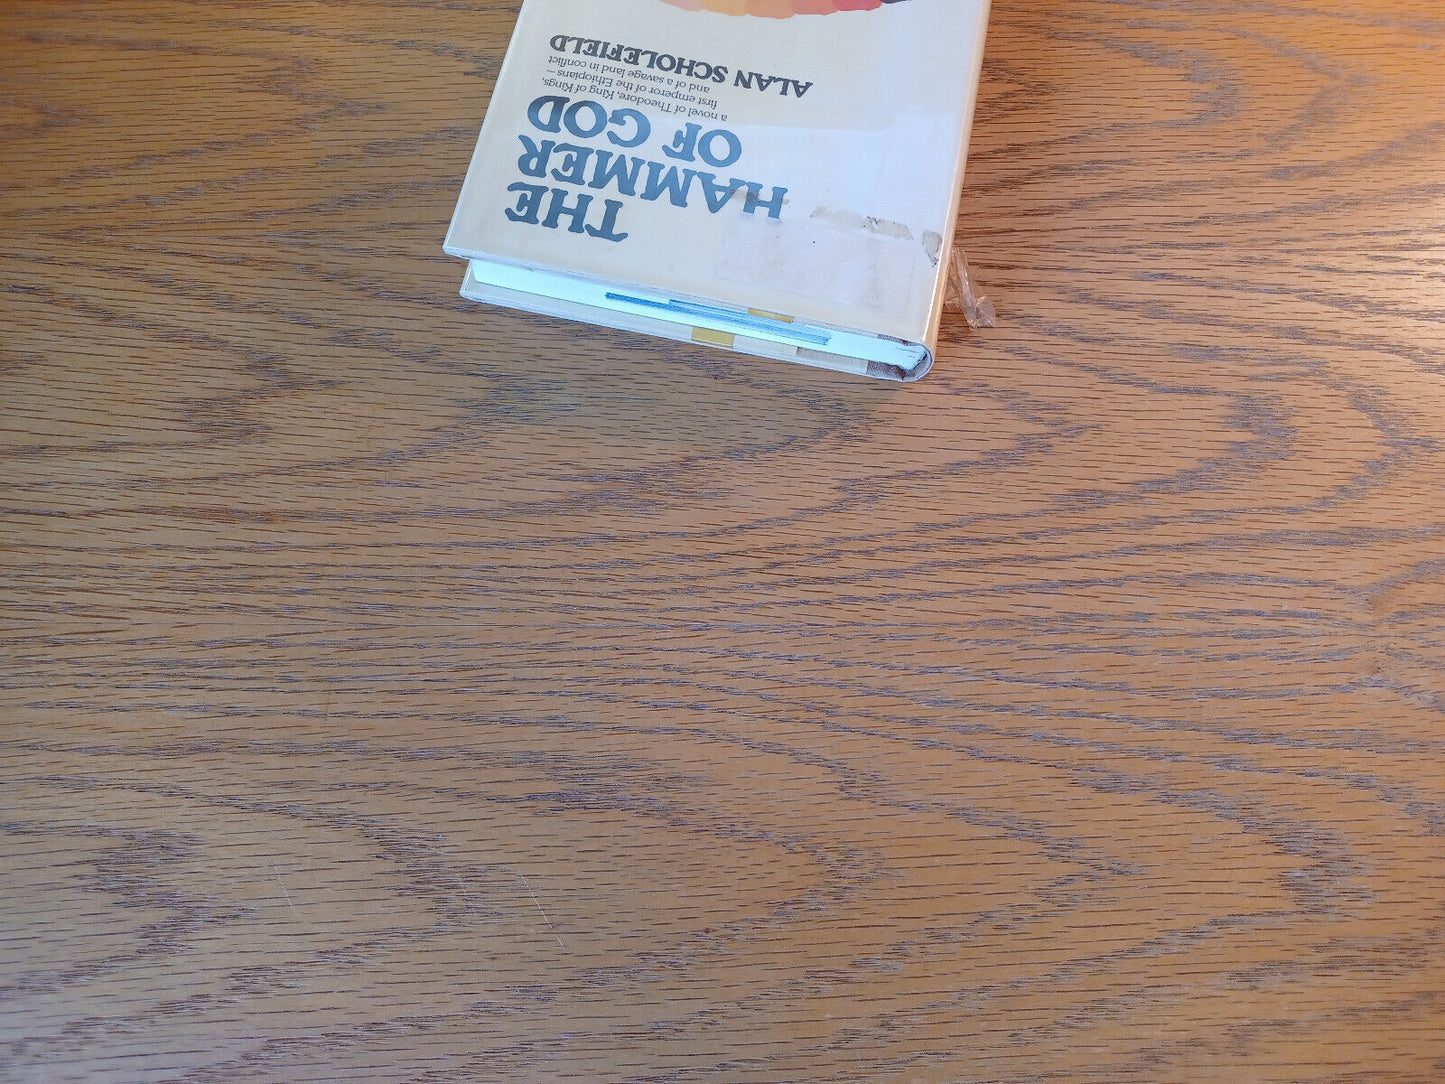 THE
HAMMER
OF GOD
a novel of Theodore, King of Kings,
first emperor of the Ethiopians —
and of a savage land in conflict
ALAN SCHOLEFIELD